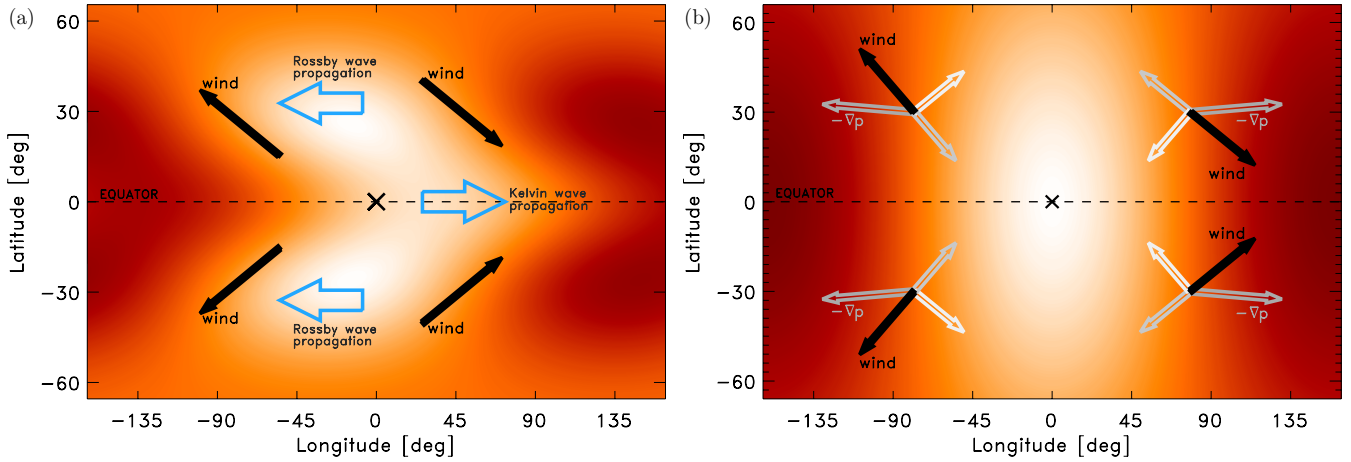 (a)
60
30
0
-30
-60
Latitude [deg]
-135
-90
-45
0
45
90
135
Longitude [deg]
wind
Rossby wave
propagation
wind
EQUATOR
Kelvin wave
propagation
wind
Rossby wave
propagation
wind
(b)
60
30
0
-30
-60
Latitude [deg]
-135
-90
-45
0
45
90
135
Longitude [deg]
wind
-∇p
-∇p
wind
EQUATOR
wind
-∇p
-∇p
wind